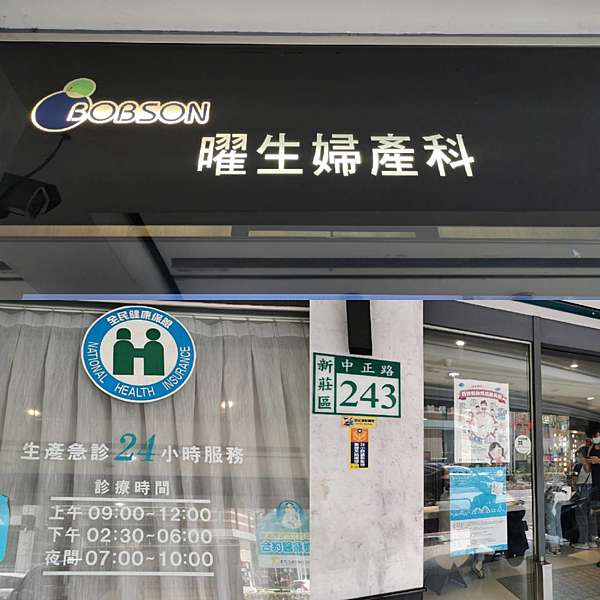 BOBSON
曜生婦產科
全民健康保險
NATIONAL HEALTH INSURANCE
生產急診24小時服務
診療時間
上午 09:00~12:00
下午 02:30~06:00
夜間 07:00~10:00
新莊區
中正路
243